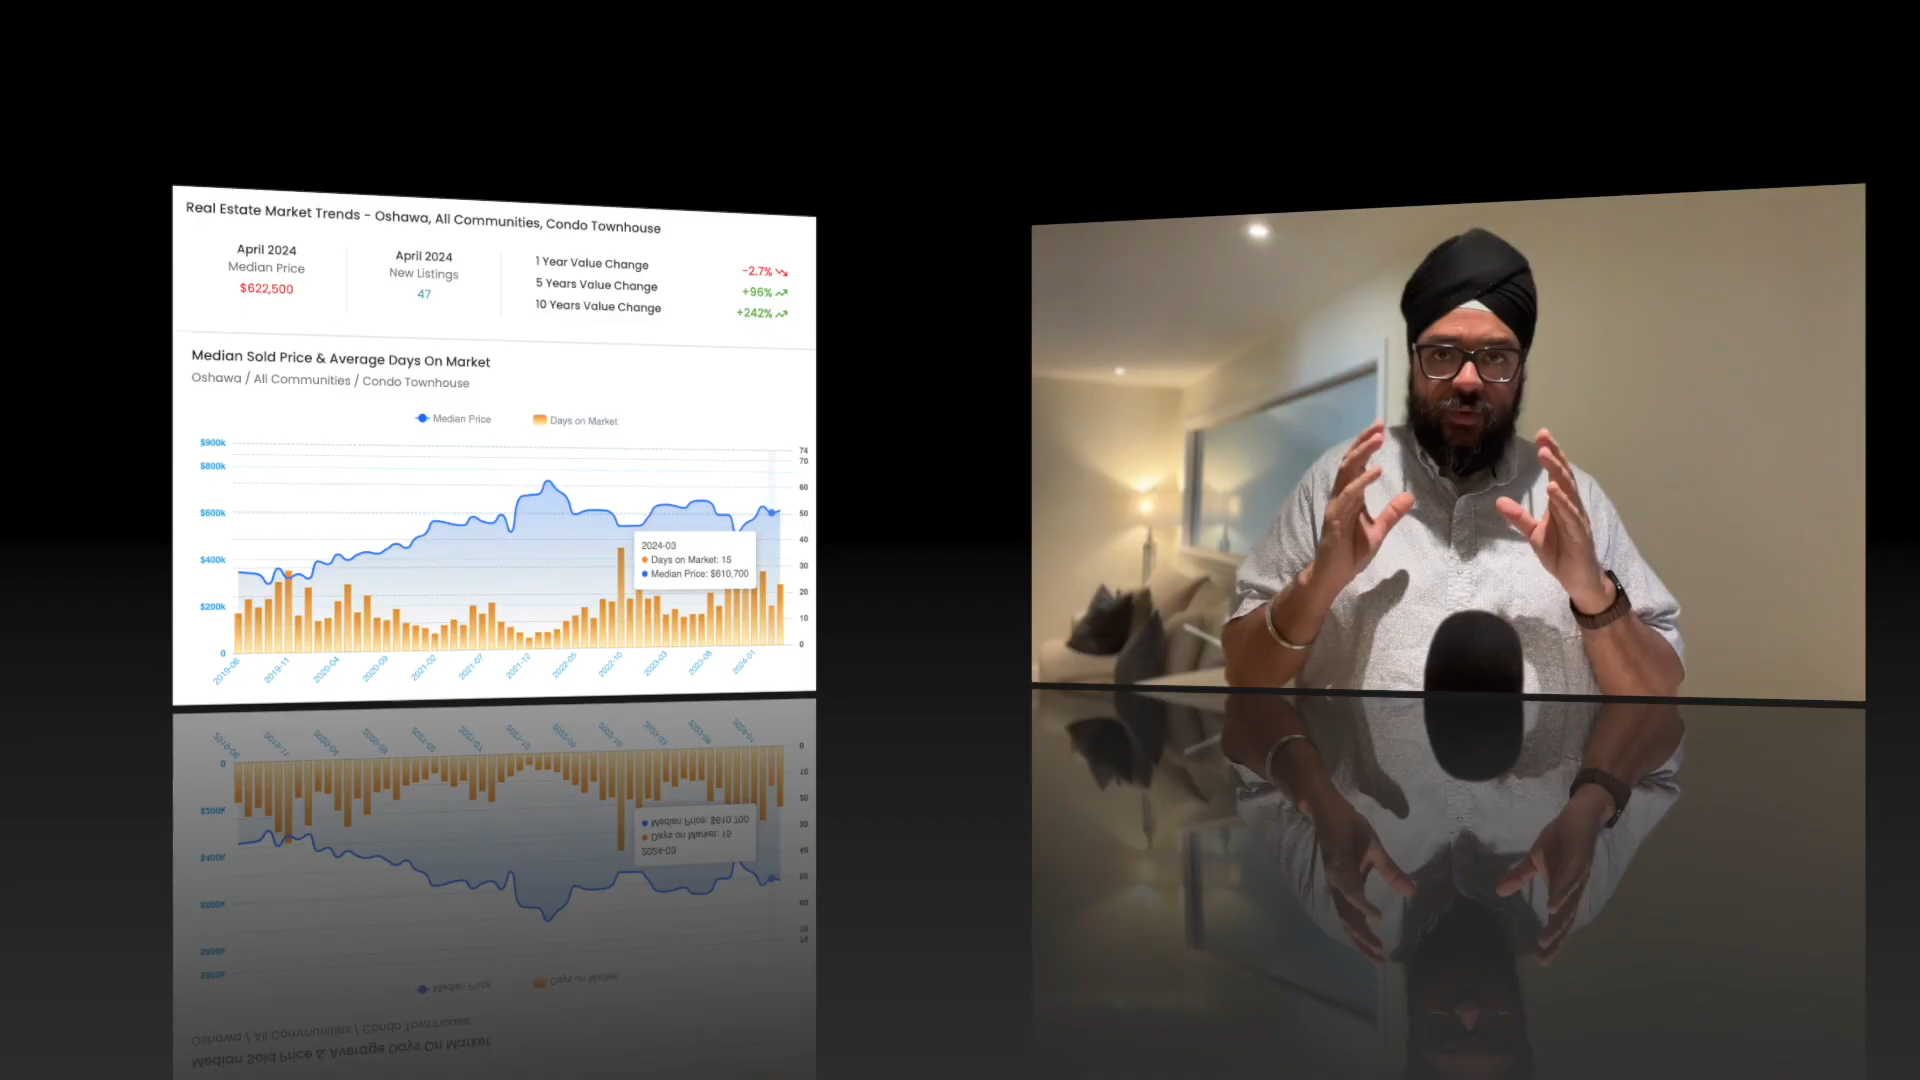 Real Estate Market Trends - Oshawa, All Communities, Condo Townhouse
April 2024
Median Price
$622,500
April 2024
New Listings
47
1 Year Value Change
-2.7%
5 Years Value Change
+96%
10 Years Value Change
+242%
Median Sold Price & Average Days On Market
Oshawa / All Communities / Condo Townhouse
Median Price
Days on Market
$900k
$800k
$600k
$400k
$200k
0
74
70
60
50
40
30
20
10
0
2024-03
Days on Market: 15
Median Price: $610,700
2019-06
2019-11
2020-04
2020-09
2021-02
2021-07
2021-12
2022-05
2022-10
2023-03
2023-08
2024-01